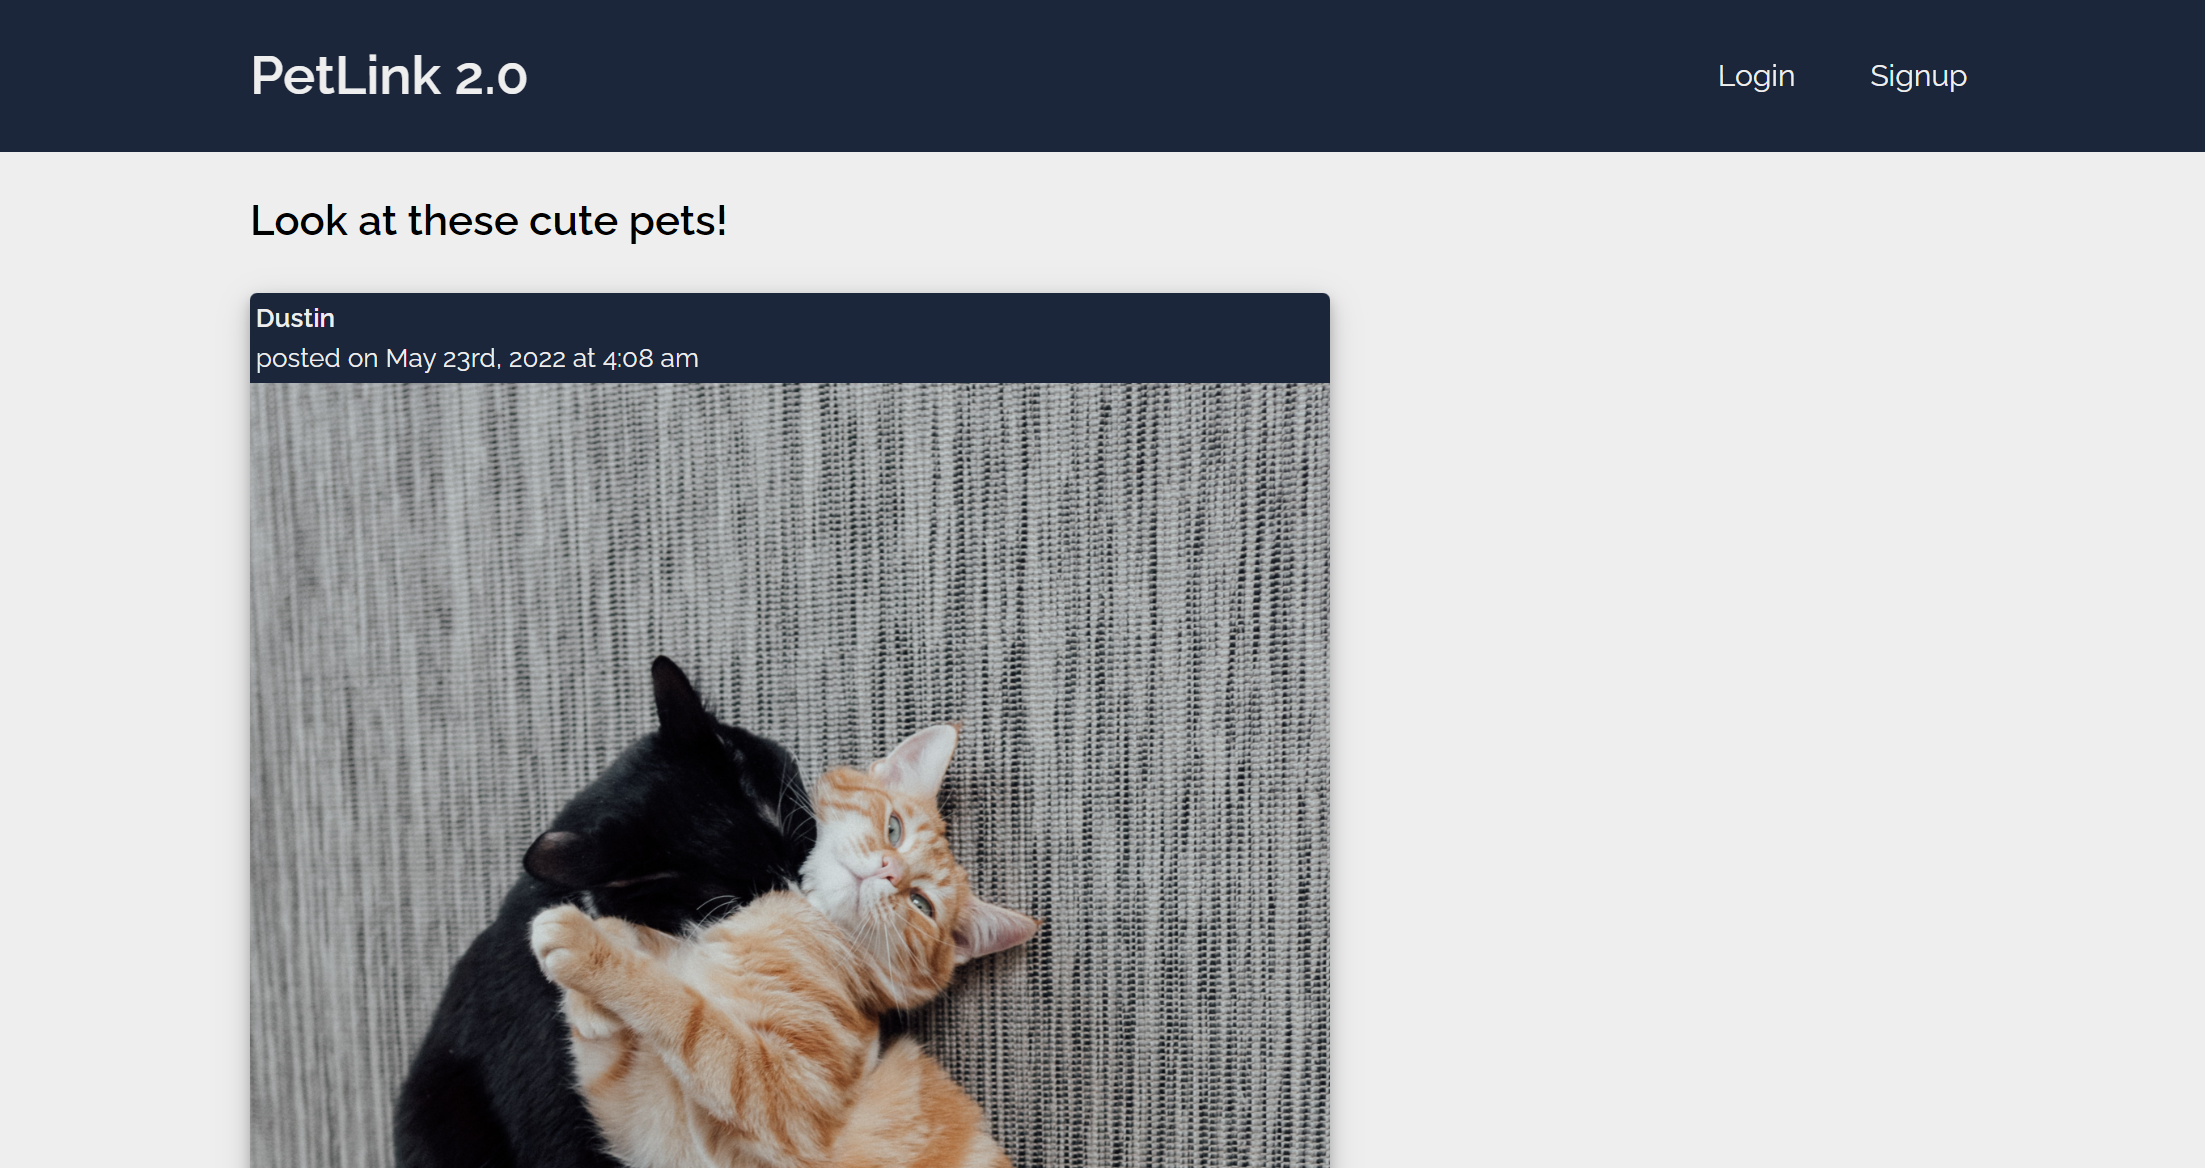 PetLink 2.0
Login
Signup
Look at these cute pets!
Dustin
posted on May 23rd, 2022 at 4:08 am